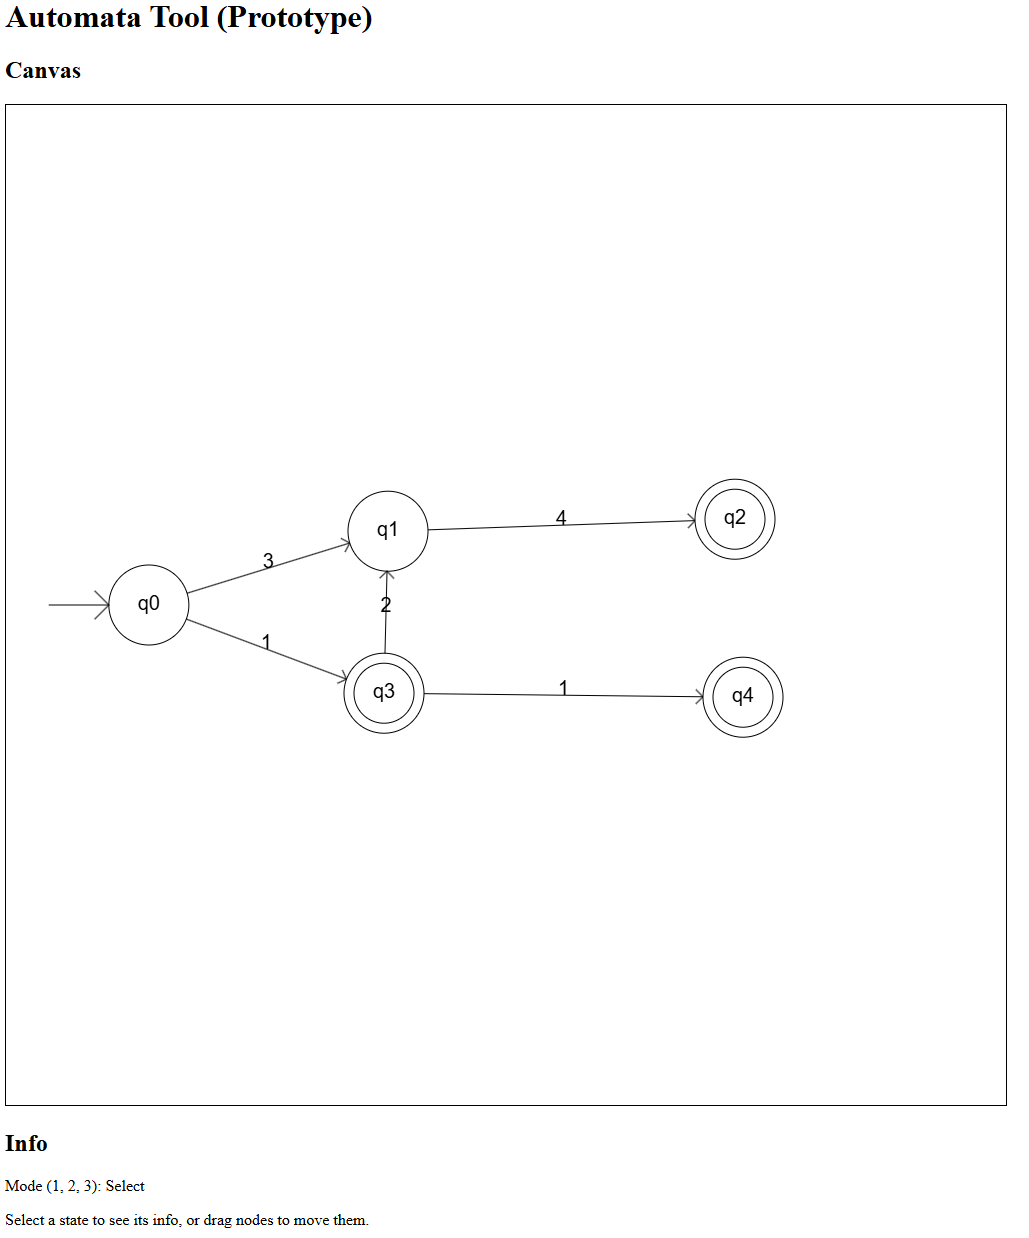 Automata Tool (Prototype)
Canvas
q2
4
q1
3
q0
2
1
q3
1
q4
Info
Mode (1, 2, 3): Select
Select a state to see its info, or drag nodes to move them.